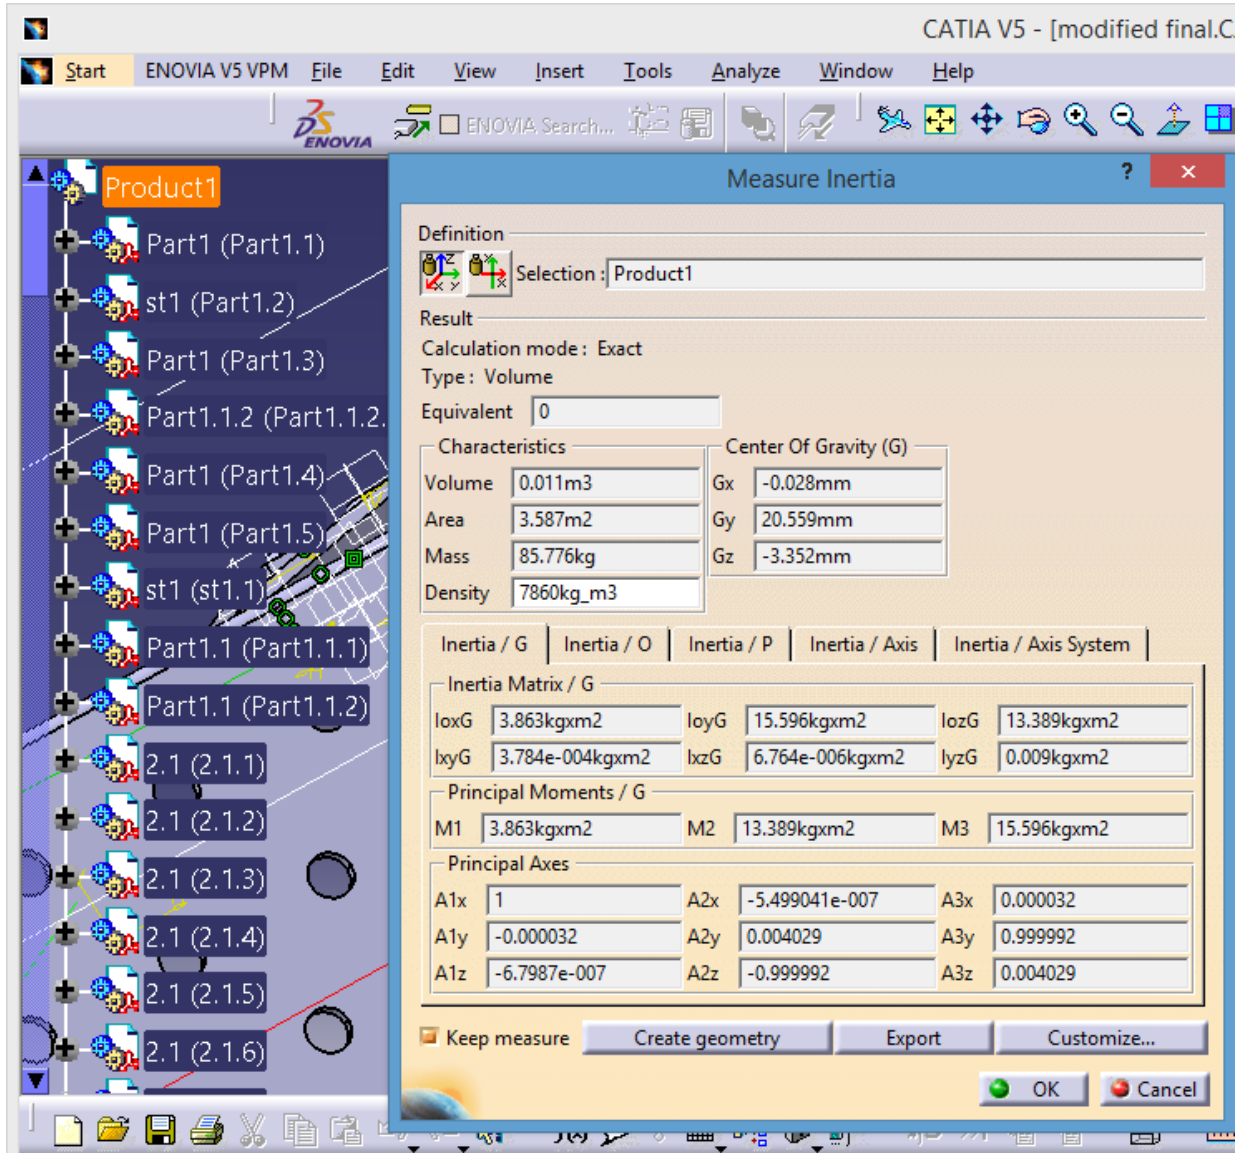 CATIA V5 - [modified final.C
Start ENOVIA V5 VPM File Edit View Insert Tools Analyze Window Help
ENOVIA ENOVIA Search...
Product1
Part1 (Part1.1)
st1 (Part1.2)
Part1 (Part1.3)
Part1.1.2 (Part1.1.2.
Part1 (Part1.4)
Part1 (Part1.5)
st1 (st1.1)
Part1.1 (Part1.1.1)
Part1.1 (Part1.1.2)
2.1 (2.1.1)
2.1 (2.1.2)
2.1 (2.1.3)
2.1 (2.1.4)
2.1 (2.1.5)
2.1 (2.1.6)
Measure Inertia
Definition
Selection : Product1
Result
Calculation mode : Exact
Type : Volume
Equivalent 0
Characteristics
Volume 0.011m3
Area 3.587m2
Mass 85.776kg
Density 7860kg_m3
Center Of Gravity (G)
Gx -0.028mm
Gy 20.559mm
Gz -3.352mm
Inertia / G Inertia / O Inertia / P Inertia / Axis Inertia / Axis System
Inertia Matrix / G
IoxG 3.863kgxm2 IoyG 15.596kgxm2 IozG 13.389kgxm2
IxyG 3.784e-004kgxm2 IxzG 6.764e-006kgxm2 IyzG 0.009kgxm2
Principal Moments / G
M1 3.863kgxm2 M2 13.389kgxm2 M3 15.596kgxm2
Principal Axes
A1x 1 A2x -5.499041e-007 A3x 0.000032
A1y -0.000032 A2y 0.004029 A3y 0.999992
A1z -6.7987e-007 A2z -0.999992 A3z 0.004029
Keep measure Create geometry Export Customize...
OK Cancel